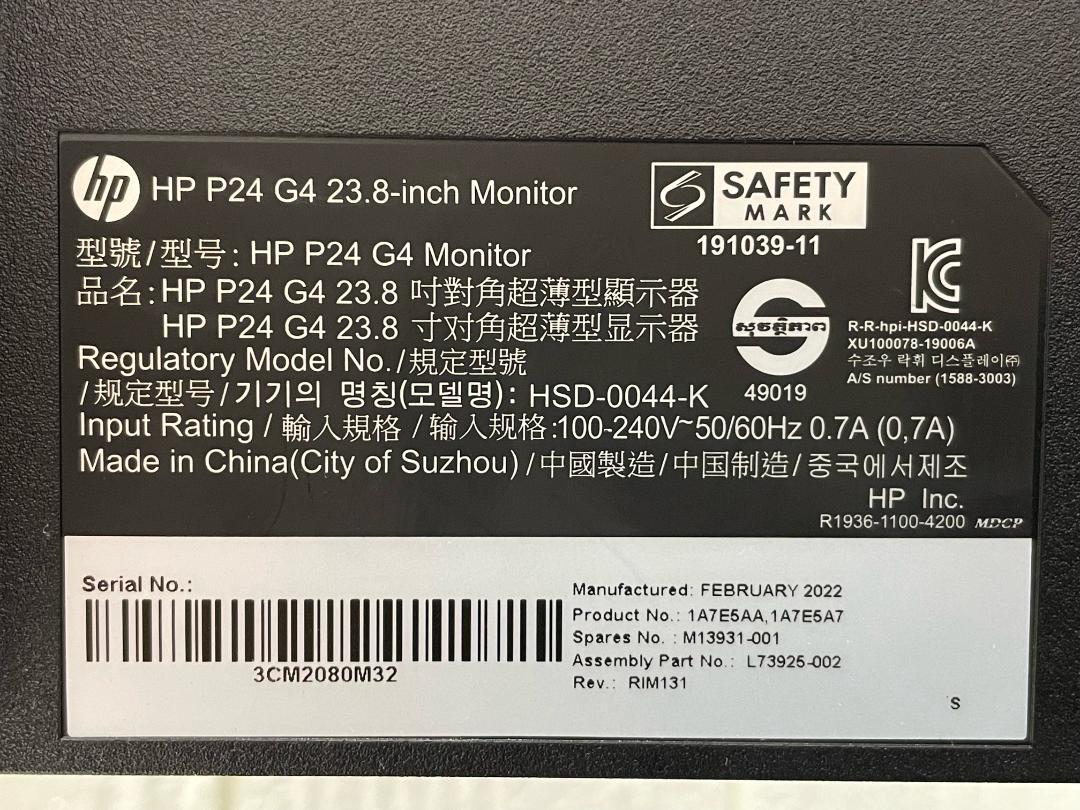 hp HP P24 G4 23.8-inch Monitor
SAFETY
MARK
191039-11
型號/型号: HP P24 G4 Monitor
品名:HP P24 G4 23.8 吋對角超薄型顯示器
HP P24 G4 23.8 寸对角超薄型显示器
49019
R-R-hpi-HSD-0044-K
XU100078-19006A
수조우 락휘 디스플레이㈜
A/S number (1588-3003)
Regulatory Model No./規定型號
/规定型号/기기의 명칭(모델명): HSD-0044-K
Input Rating / 輸入規格 / 输入规格:100-240V~50/60Hz 0.7A (0,7A)
Made in China(City of Suzhou)/中國製造/中国制造/중국에서제조
HP Inc.
R1936-1100-4200 MDCP
Serial No.:
3CM2080M32
Manufactured: FEBRUARY 2022
Product No.: 1A7E5AA,1A7E5A7
Spares No. : M13931-001
Assembly Part No.: L73925-002
Rev.: RIM131
S